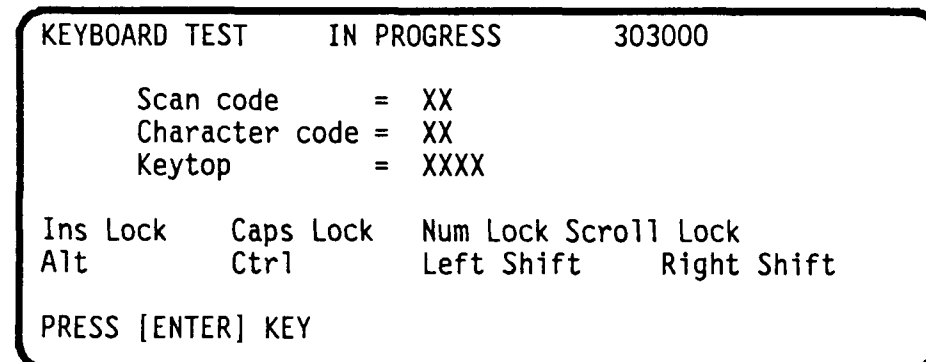 KEYBOARD TEST IN PROGRESS 303000
Scan code = XX
Character code = XX
Keytop = XXXX
Ins Lock Caps Lock Num Lock Scroll Lock
Alt Ctrl Left Shift Right Shift
PRESS [ENTER] KEY